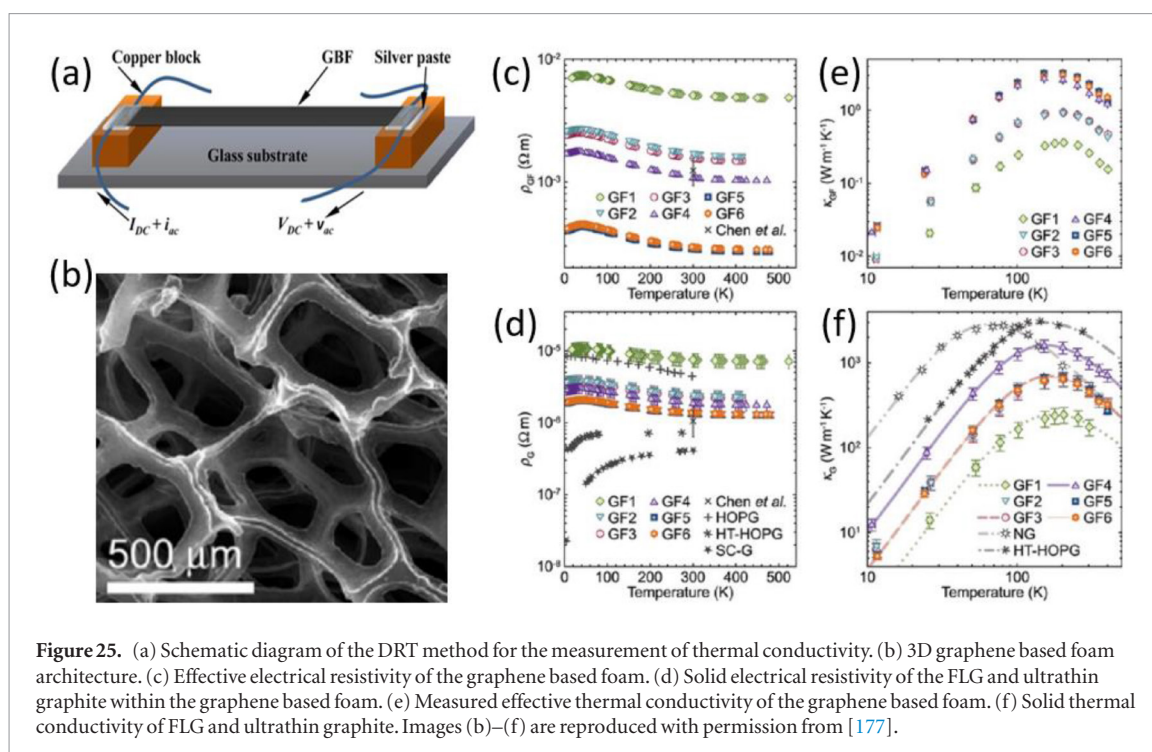 (a)
Copper block
GBF
Silver paste
Glass substrate
I_DC + i_ac
V_DC + v_ac
(b)
500 μm
(c)
10⁻²
10⁻³
ρ_GF (Ω m)
GF1 GF3 GF5
GF2 GF4 GF6
Chen et al.
0 100 200 300 400 500
Temperature (K)
(d)
10⁻⁴
10⁻⁵
10⁻⁶
10⁻⁷
10⁻⁸
ρ_G (Ω m)
GF1 GF4 Chen et al.
GF2 GF5 HOPG
GF3 GF6 HT-HOPG
SC-G
0 100 200 300 400 500
Temperature (K)
(e)
10⁰
10⁻¹
10⁻²
κ_GF (W m⁻¹ K⁻¹)
GF1 GF4
GF2 GF5
GF3 GF6
10 100
Temperature (K)
(f)
10³
10²
10¹
κ_G (W m⁻¹ K⁻¹)
GF1 GF4
GF2 GF5
GF3 GF6
NG
HT-HOPG
10 100
Temperature (K)
Figure 25. (a) Schematic diagram of the DRT method for the measurement of thermal conductivity. (b) 3D graphene based foam
architecture. (c) Effective electrical resistivity of the graphene based foam. (d) Solid electrical resistivity of the FLG and ultrathin
graphite within the graphene based foam. (e) Measured effective thermal conductivity of the graphene based foam. (f) Solid thermal
conductivity of FLG and ultrathin graphite. Images (b)–(f) are reproduced with permission from [177].